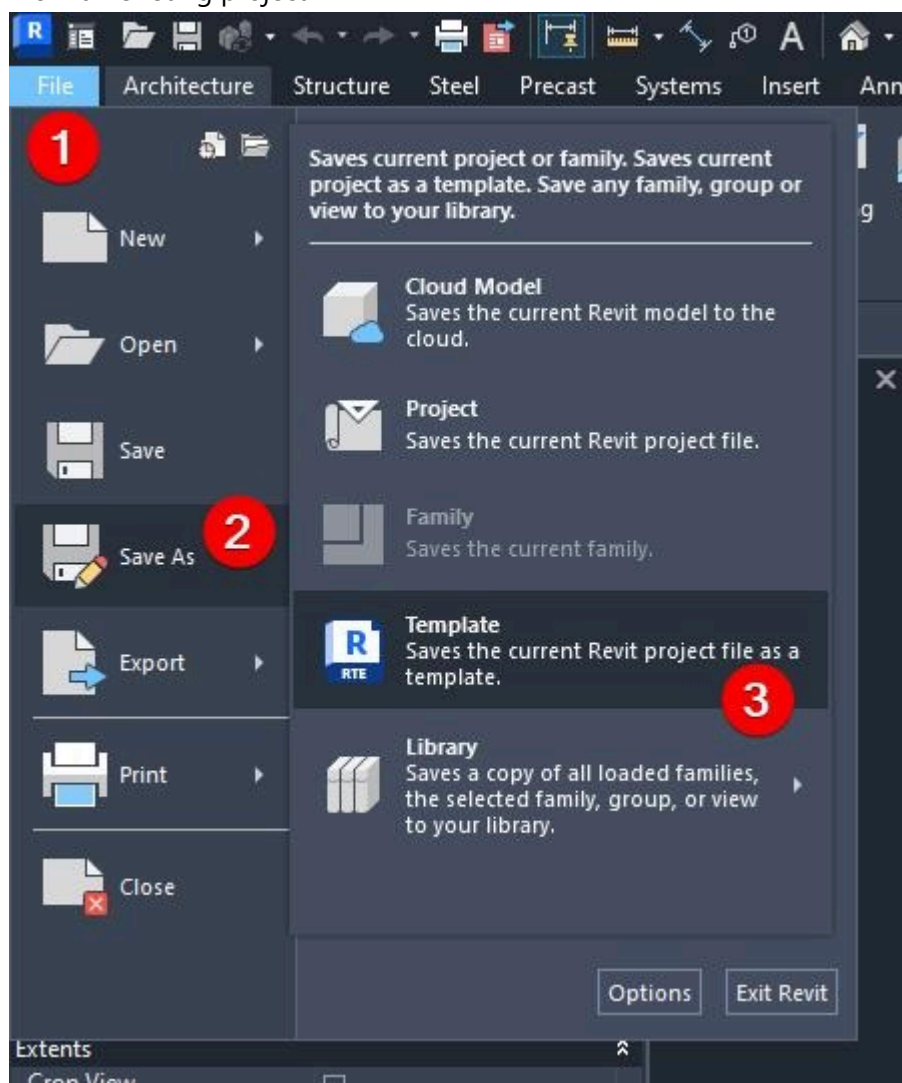 R
A
File Architecture Structure Steel Precast Systems Insert Ann
1
Saves current project or family. Saves current
project as a template. Save any family, group or
view to your library.
New
g
Cloud Model
Saves the current Revit model to the
cloud.
Open
Project
Saves the current Revit project file.
Save
Family
Saves the current family.
Save As
2
R
RTE
Template
Saves the current Revit project file as a
template.
3
Export
Library
Saves a copy of all loaded families,
the selected family, group, or view
to your library.
Print
Close
Options Exit Revit
Extents
Crop View